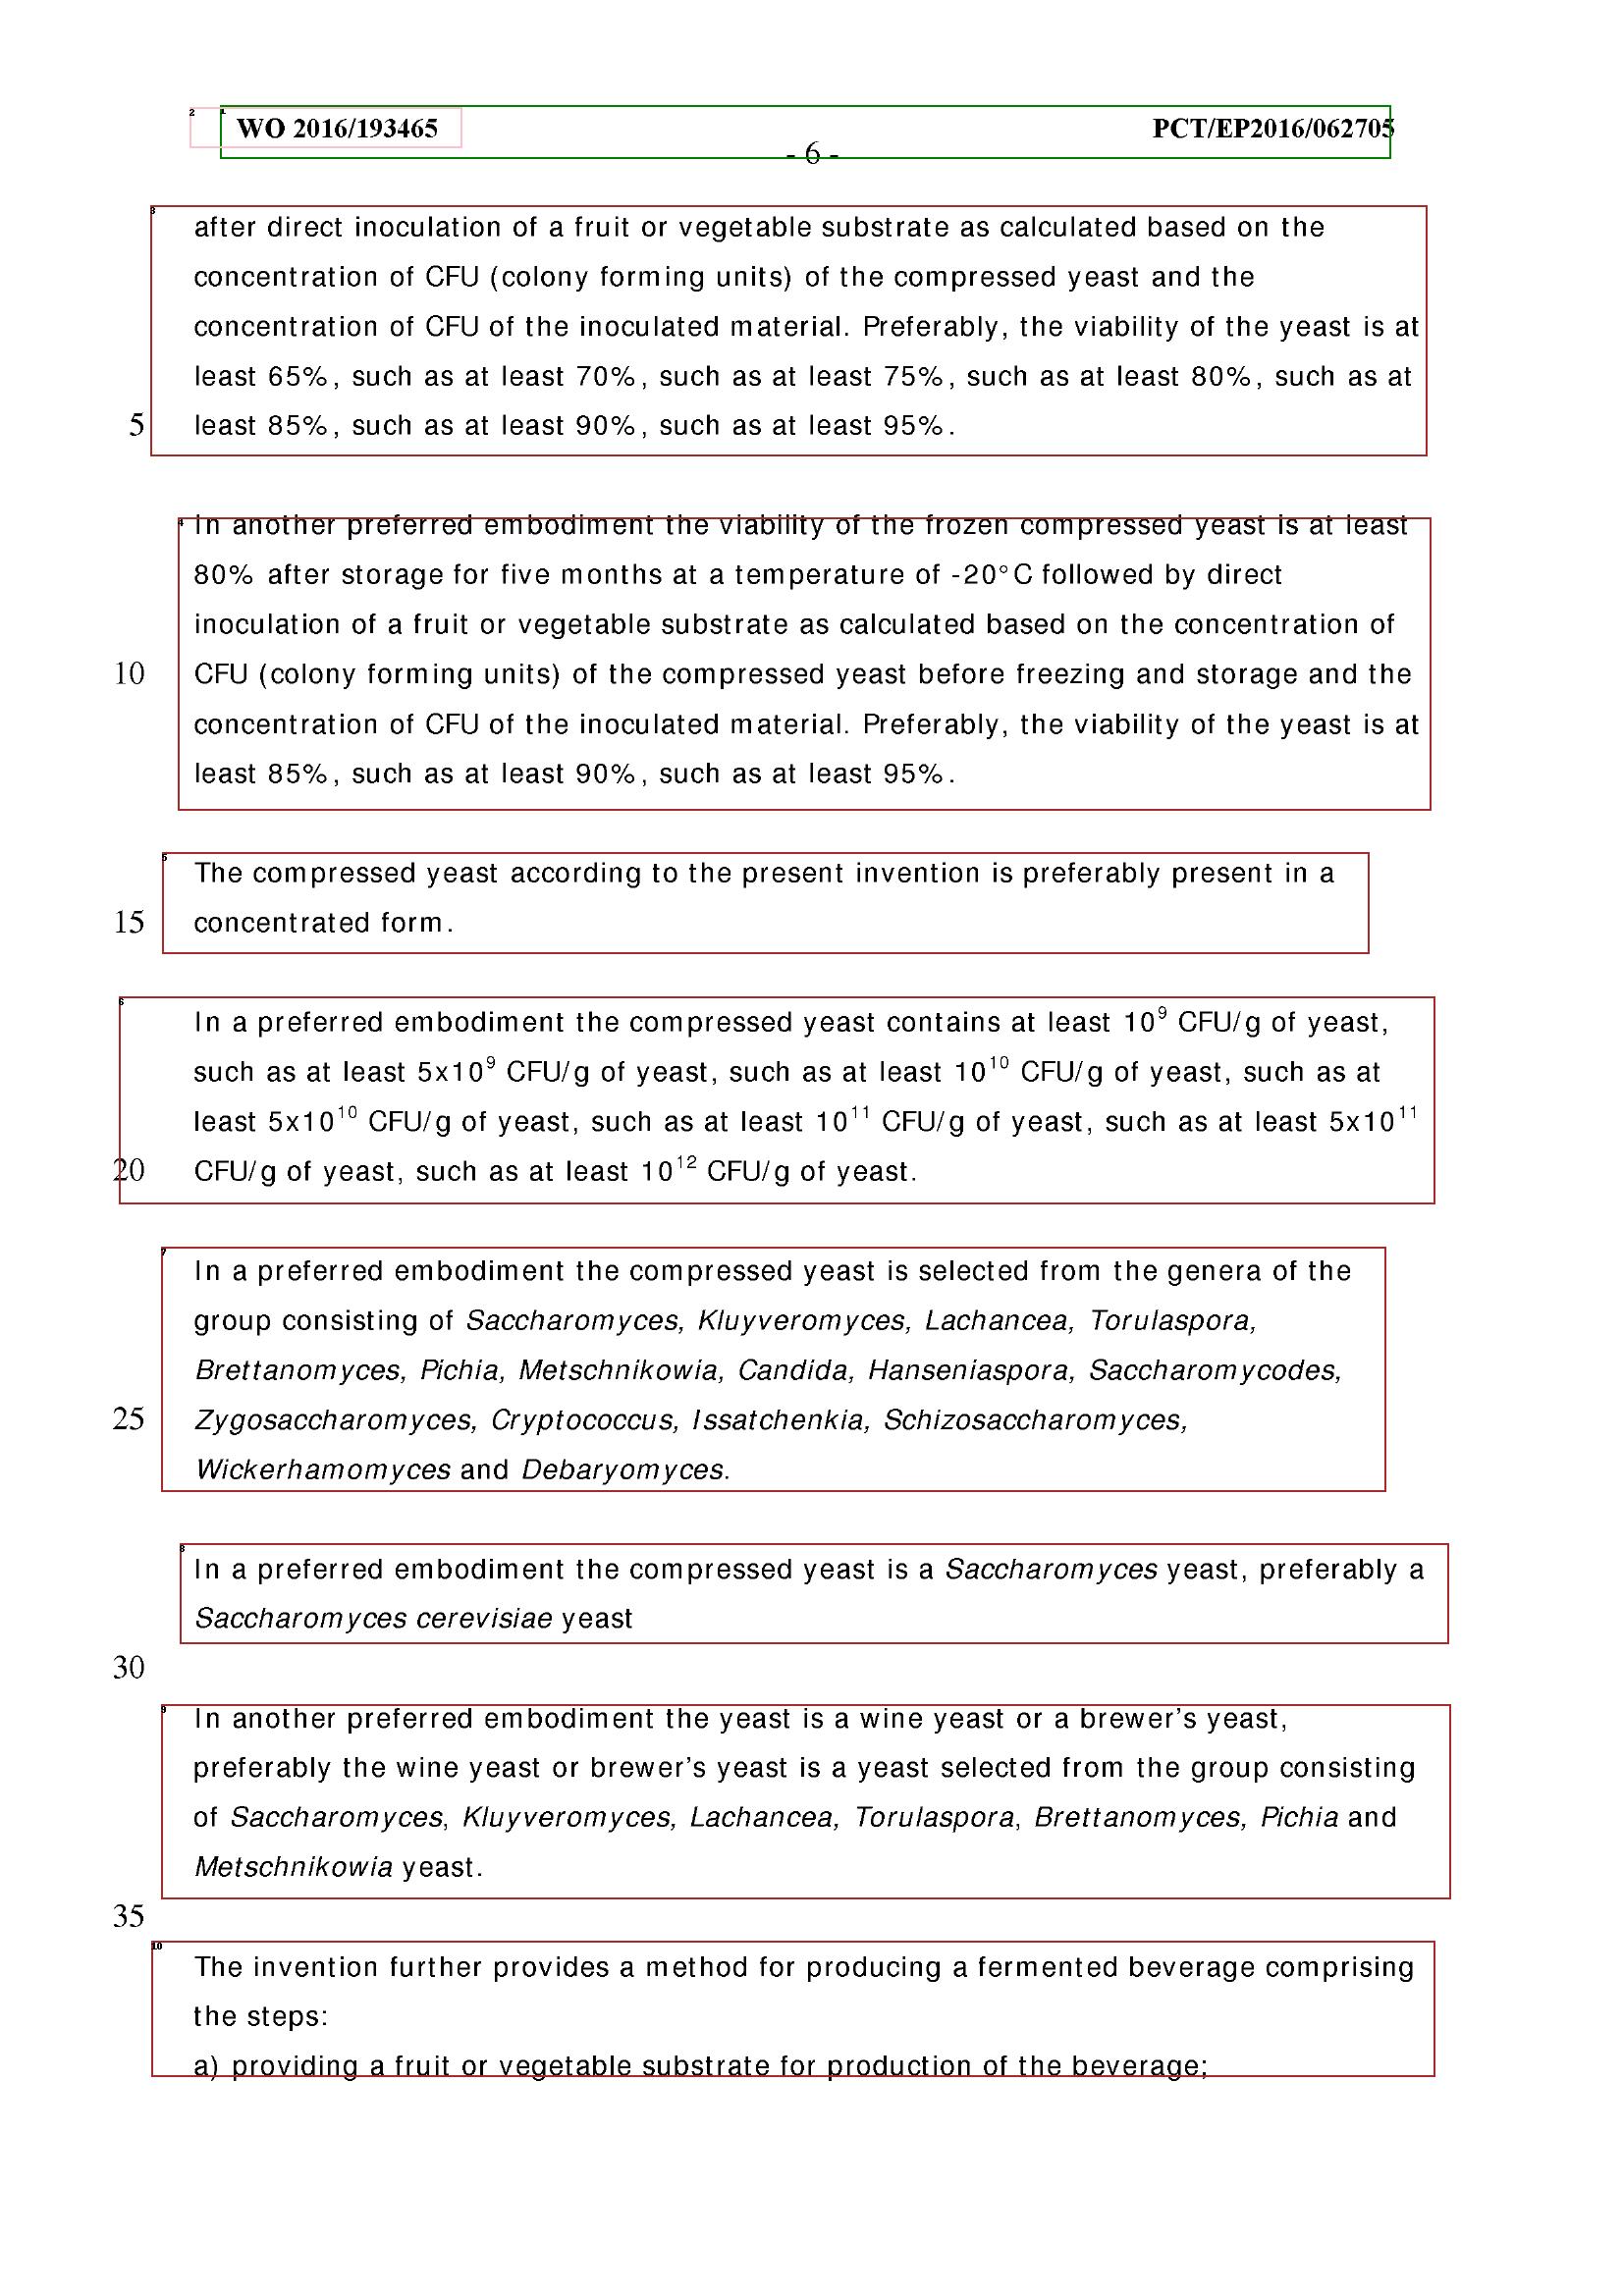 WO 2016/193465 PCT/EP2016/062705
- 6 -
after direct inoculation of a fruit or vegetable substrate as calculated based on the
concentration of CFU (colony forming units) of the compressed yeast and the
concentration of CFU of the inoculated material. Preferably, the viability of the yeast is at
least 65%, such as at least 70%, such as at least 75%, such as at least 80%, such as at
5 least 85%, such as at least 90%, such as at least 95%.
In another preferred embodiment the viability of the frozen compressed yeast is at least
80% after storage for five months at a temperature of -20°C followed by direct
inoculation of a fruit or vegetable substrate as calculated based on the concentration of
10 CFU (colony forming units) of the compressed yeast before freezing and storage and the
concentration of CFU of the inoculated material. Preferably, the viability of the yeast is at
least 85%, such as at least 90%, such as at least 95%.
The compressed yeast according to the present invention is preferably present in a
15 concentrated form.
In a preferred embodiment the compressed yeast contains at least 10⁹ CFU/g of yeast,
such as at least 5x10⁹ CFU/g of yeast, such as at least 10¹⁰ CFU/g of yeast, such as at
least 5x10¹⁰ CFU/g of yeast, such as at least 10¹¹ CFU/g of yeast, such as at least 5x10¹¹
20 CFU/g of yeast, such as at least 10¹² CFU/g of yeast.
In a preferred embodiment the compressed yeast is selected from the genera of the
group consisting of Saccharomyces, Kluyveromyces, Lachancea, Torulaspora,
Brettanomyces, Pichia, Metschnikowia, Candida, Hanseniaspora, Saccharomycodes,
25 Zygosaccharomyces, Cryptococcus, Issatchenkia, Schizosaccharomyces,
Wickerhamomyces and Debaryomyces.
In a preferred embodiment the compressed yeast is a Saccharomyces yeast, preferably a
Saccharomyces cerevisiae yeast
30
In another preferred embodiment the yeast is a wine yeast or a brewer's yeast,
preferably the wine yeast or brewer's yeast is a yeast selected from the group consisting
of Saccharomyces, Kluyveromyces, Lachancea, Torulaspora, Brettanomyces, Pichia and
Metschnikowia yeast.
35
The invention further provides a method for producing a fermented beverage comprising
the steps:
a) providing a fruit or vegetable substrate for production of the beverage;